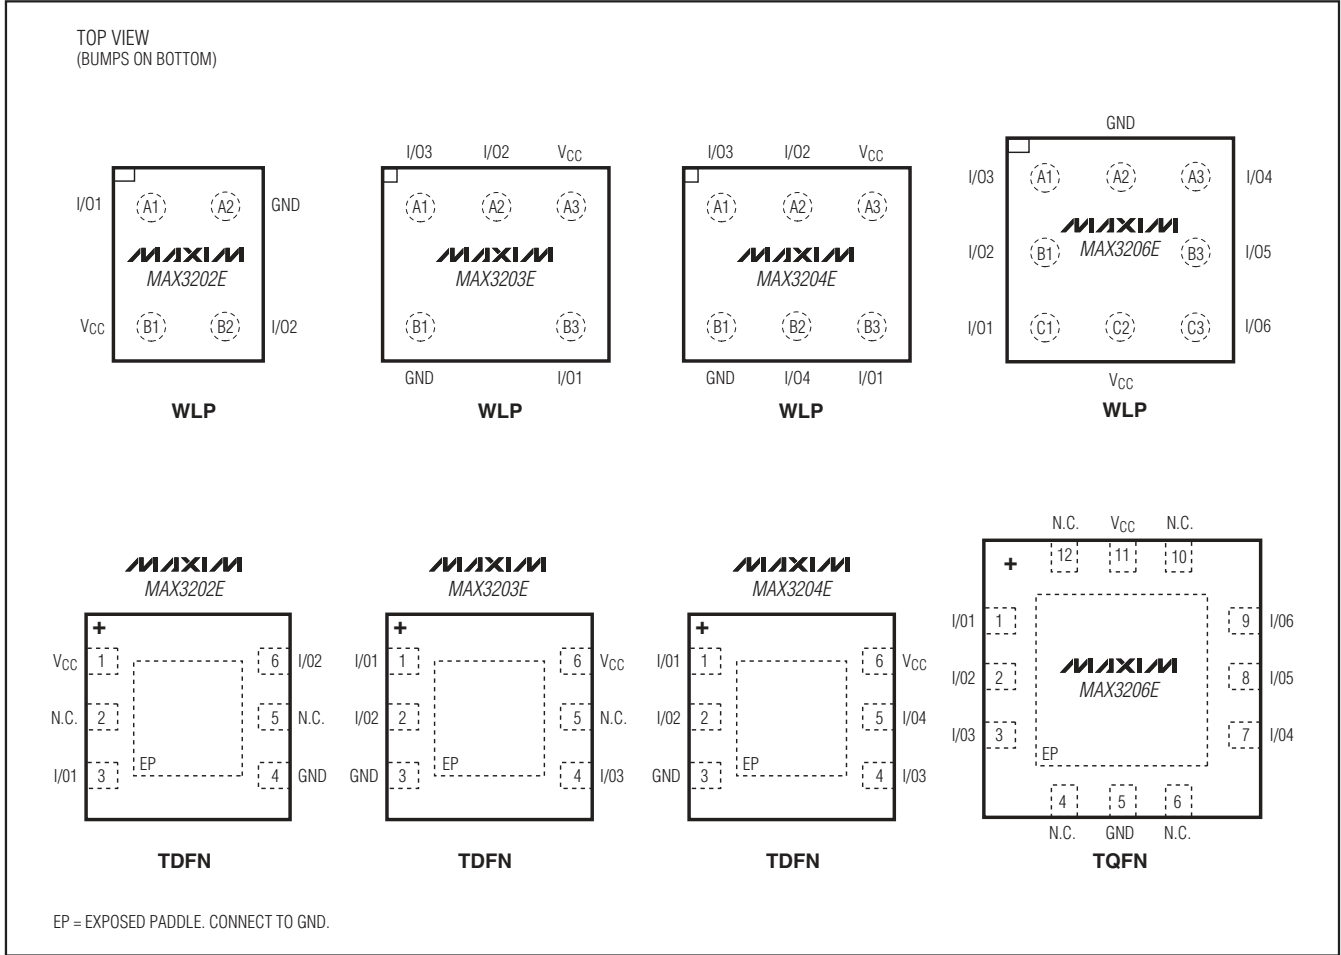 TOP VIEW
(BUMPS ON BOTTOM)
I/O1
GND
A1 A2
MAXIM
MAX3202E
VCC
B1 B2
I/O2
WLP
I/O3 I/O2 VCC
A1 A2 A3
MAXIM
MAX3203E
B1 B3
GND I/O1
WLP
I/O3 I/O2 VCC
A1 A2 A3
MAXIM
MAX3204E
B1 B2 B3
GND I/O4 I/O1
WLP
GND
I/O3 A1 A2 A3 I/O4
MAXIM
MAX3206E
I/O2 B1 B3 I/O5
I/O1 C1 C2 C3 I/O6
VCC
WLP
MAXIM
MAX3202E
+
VCC 1 6 I/O2
N.C. 2 5 N.C.
I/O1 3 EP 4 GND
TDFN
MAXIM
MAX3203E
+
I/O1 1 6 VCC
I/O2 2 5 N.C.
GND 3 EP 4 I/O3
TDFN
MAXIM
MAX3204E
+
I/O1 1 6 VCC
I/O2 2 5 I/O4
GND 3 EP 4 I/O3
TDFN
N.C. VCC N.C.
12 11 10
+
I/O1 1 9 I/O6
MAXIM
I/O2 2 MAX3206E 8 I/O5
I/O3 3 EP 7 I/O4
4 5 6
N.C. GND N.C.
TQFN
EP = EXPOSED PADDLE. CONNECT TO GND.